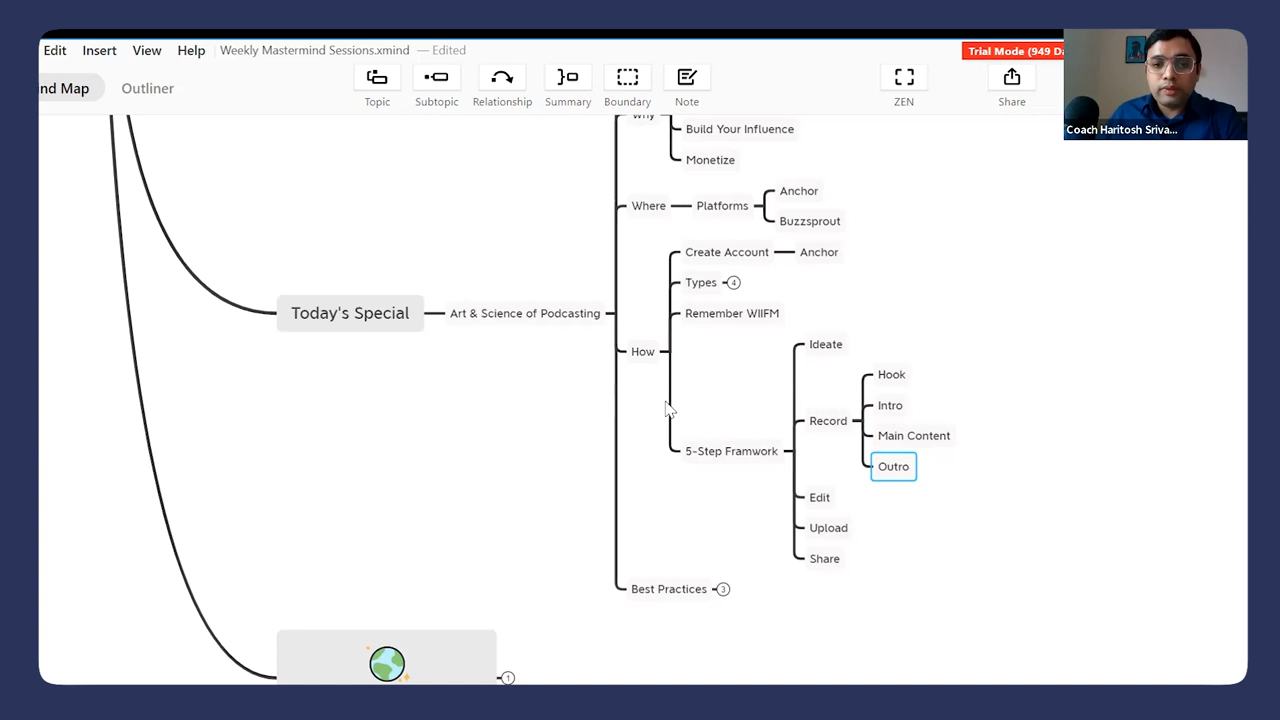 Edit Insert View Help Weekly Mastermind Sessions.xmind — Edited
Trial Mode (949 Da
nd Map Outliner
Topic Subtopic Relationship Summary Boundary Note ZEN Share
Coach Haritosh Sriva...
Why
Build Your Influence
Monetize
Where Platforms
Anchor
Buzzsprout
Create Account Anchor
Types 4
Today's Special Art & Science of Podcasting
Remember WIIFM
How
Ideate
Hook
Intro
Record
Main Content
5-Step Framwork
Outro
Edit
Upload
Share
Best Practices 3
1